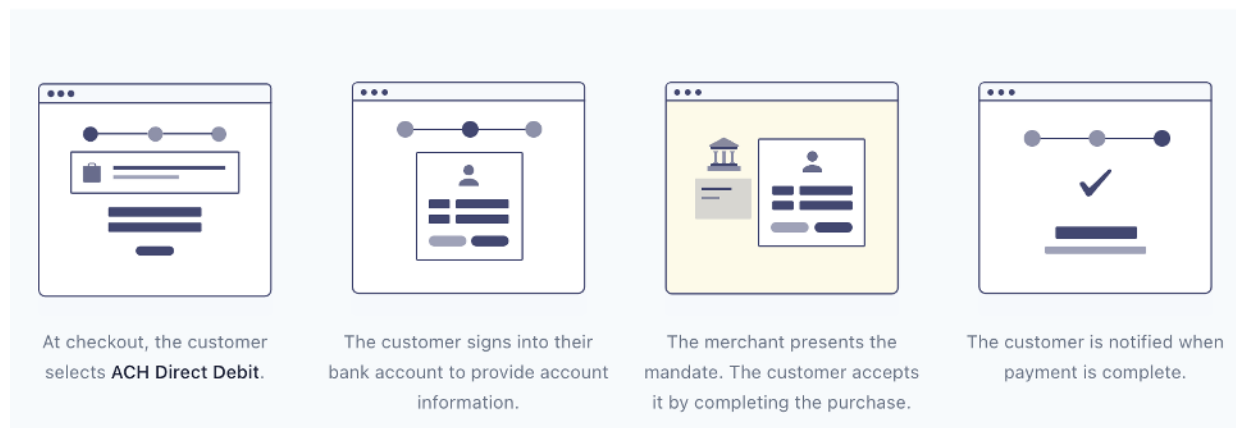 At checkout, the customer
selects ACH Direct Debit.
The customer signs into their
bank account to provide account
information.
The merchant presents the
mandate. The customer accepts
it by completing the purchase.
The customer is notified when
payment is complete.